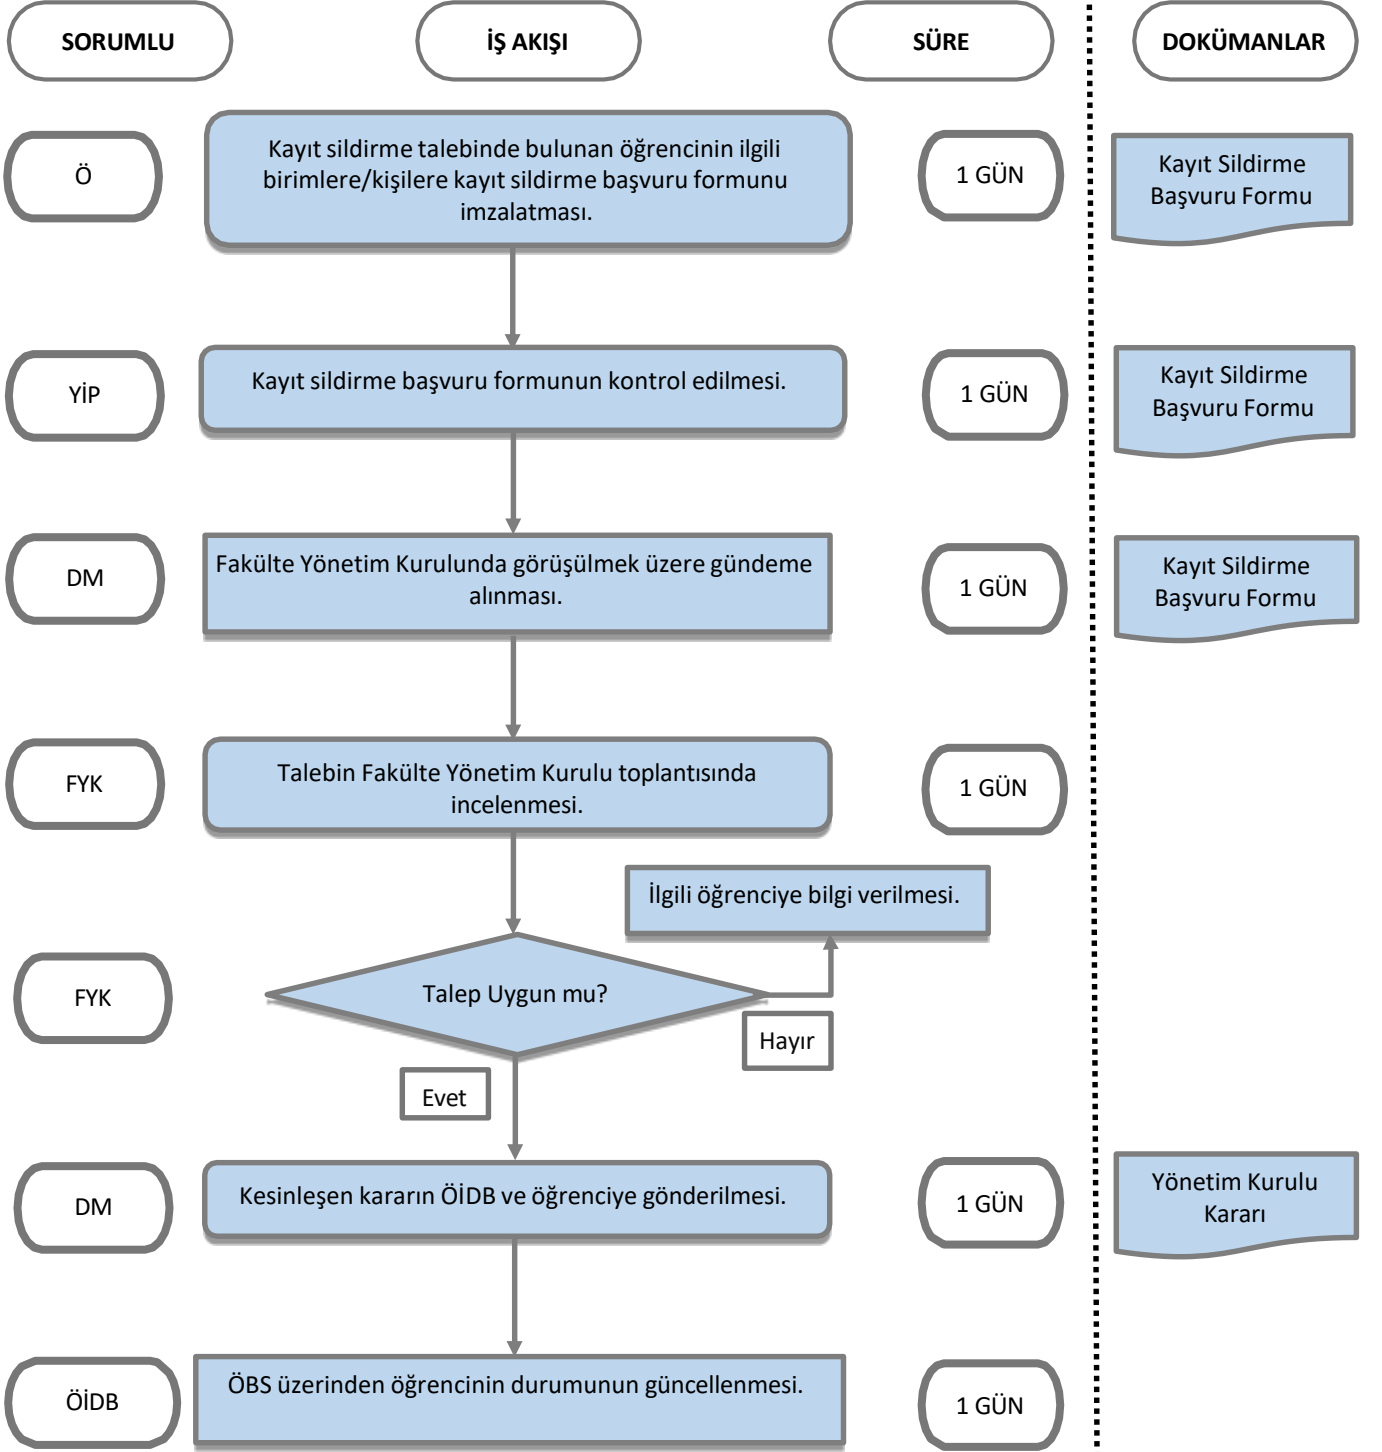 SORUMLU
İŞ AKIŞI
SÜRE
DOKÜMANLAR
Ö
Kayıt sildirme talebinde bulunan öğrencinin ilgili
birimlere/kişilere kayıt sildirme başvuru formunu
imzalatması.
1 GÜN
Kayıt Sildirme
Başvuru Formu
YİP
Kayıt sildirme başvuru formunun kontrol edilmesi.
1 GÜN
Kayıt Sildirme
Başvuru Formu
DM
Fakülte Yönetim Kurulunda görüşülmek üzere gündeme
alınması.
1 GÜN
Kayıt Sildirme
Başvuru Formu
FYK
Talebin Fakülte Yönetim Kurulu toplantısında
incelenmesi.
1 GÜN
İlgili öğrenciye bilgi verilmesi.
FYK
Talep Uygun mu?
Hayır
Evet
DM
Kesinleşen kararın ÖİDB ve öğrenciye gönderilmesi.
1 GÜN
Yönetim Kurulu
Kararı
ÖİDB
ÖBS üzerinden öğrencinin durumunun güncellenmesi.
1 GÜN